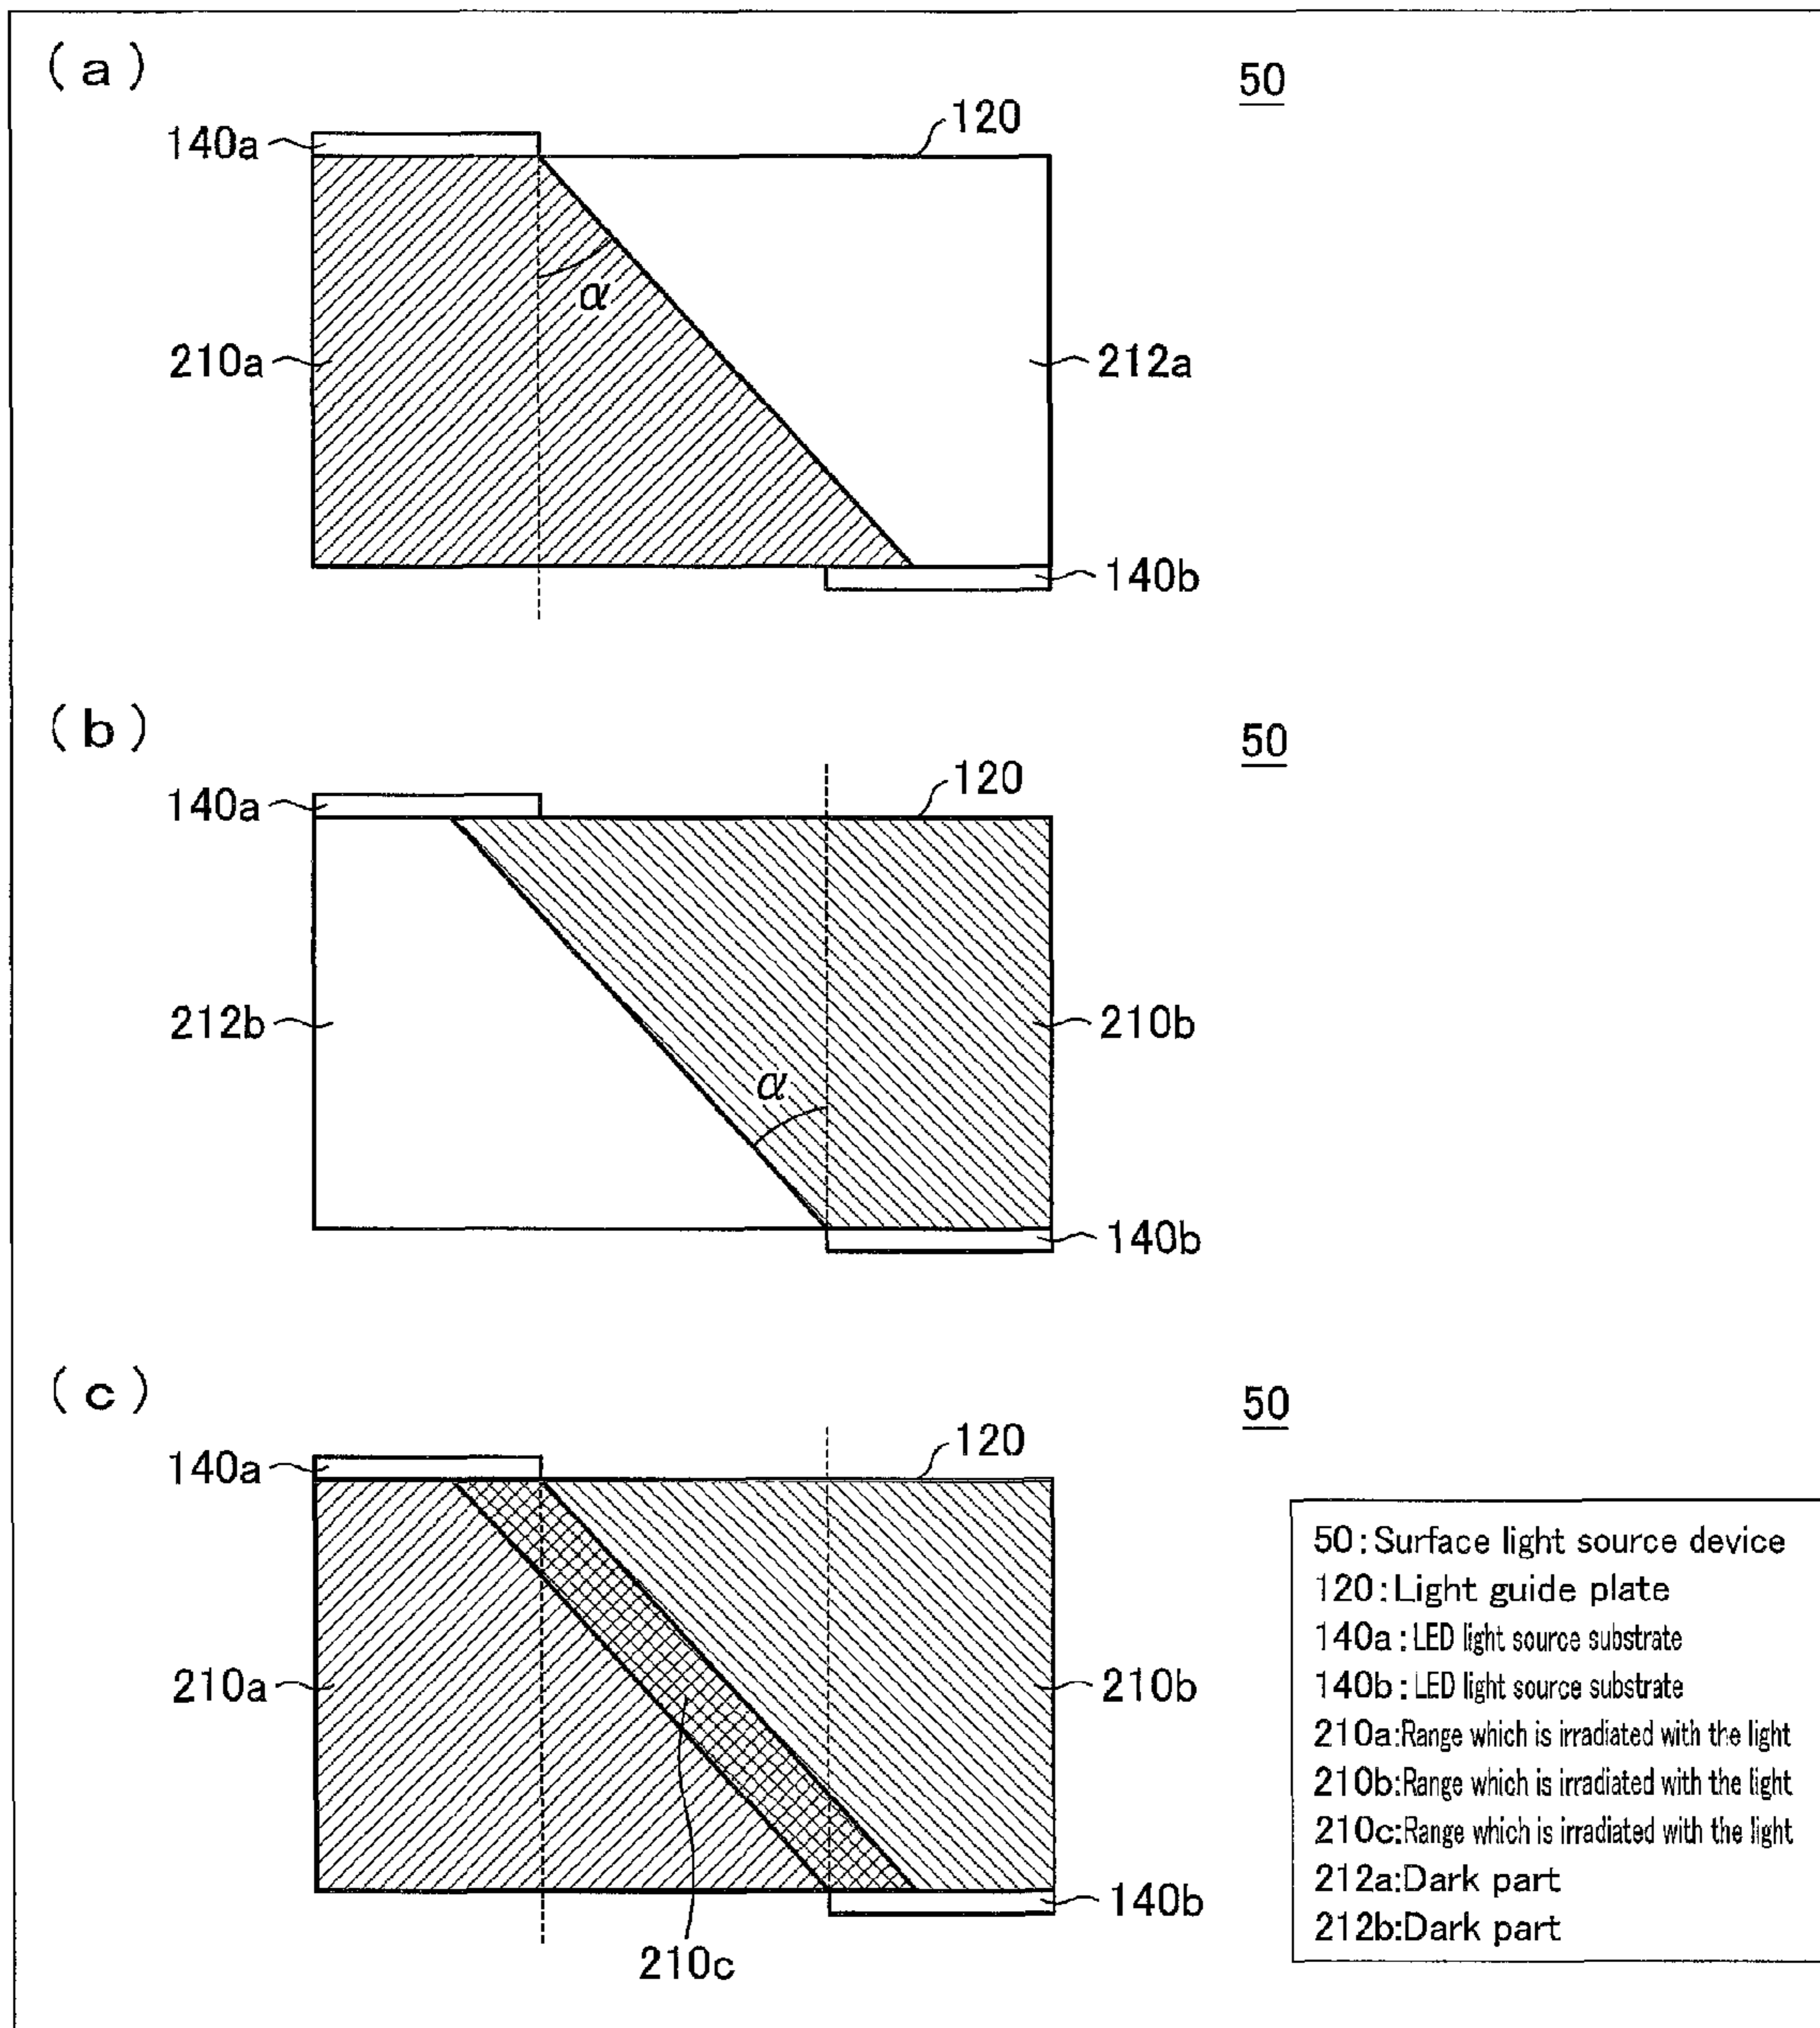 (a)
50
140a
120
α
210a
212a
140b
(b)
50
140a
120
212b
210b
α
140b
(c)
50
140a
120
210a
210b
140b
210c
50:Surface light source device
120:Light guide plate
140a:LED light source substrate
140b:LED light source substrate
210a:Range which is irradiated with the light
210b:Range which is irradiated with the light
210c:Range which is irradiated with the light
212a:Dark part
212b:Dark part